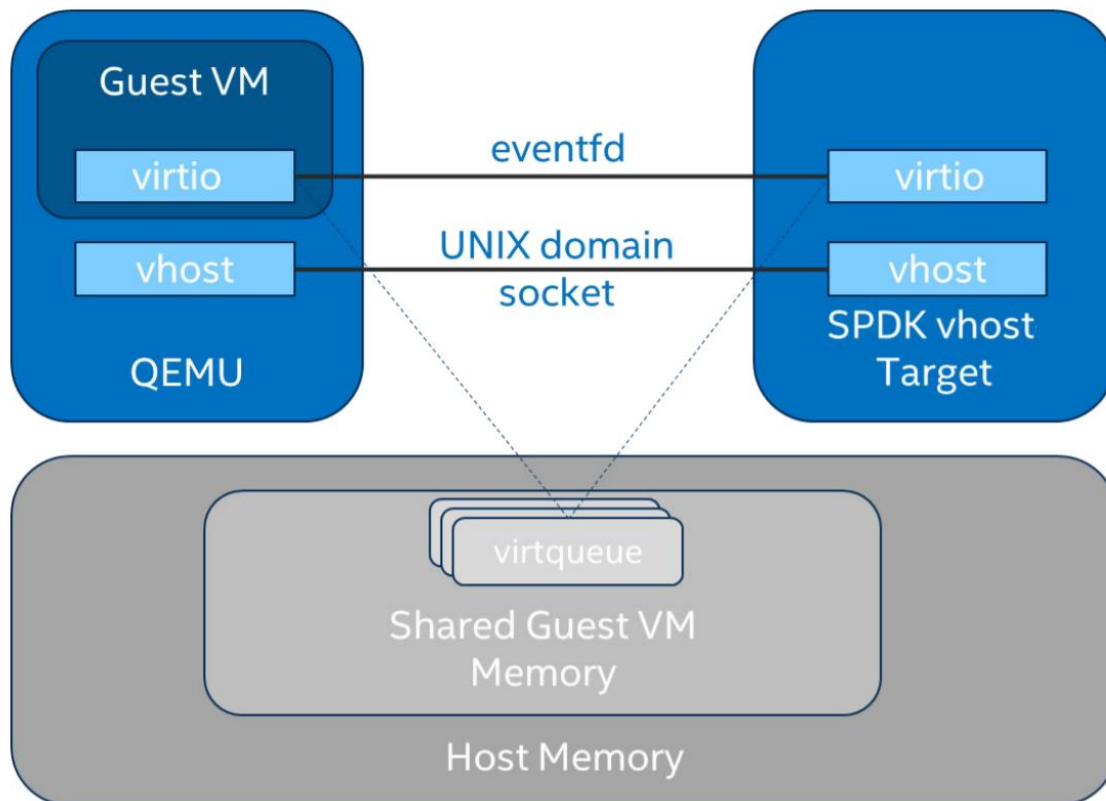 Guest VM
virtio
vhost
QEMU
eventfd
UNIX domain
socket
virtio
vhost
SPDK vhost
Target
virtqueue
Shared Guest VM
Memory
Host Memory